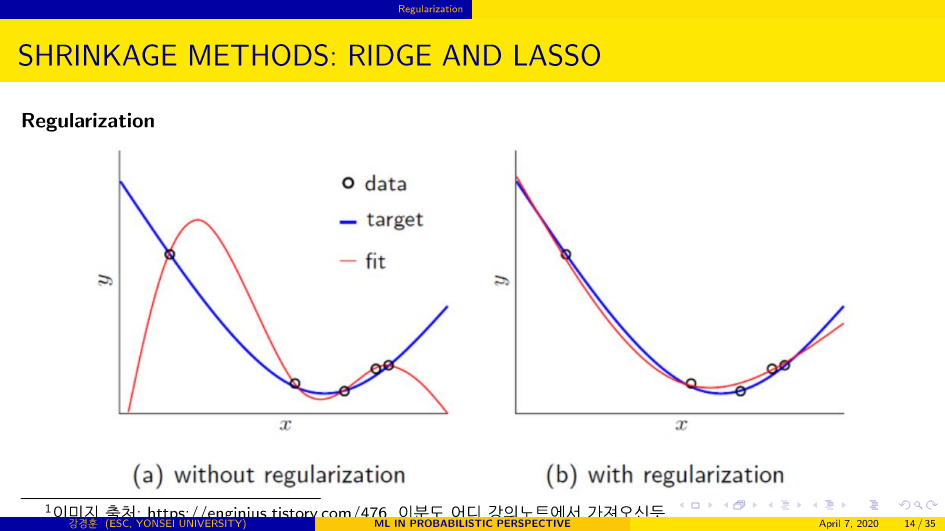 Regularization
SHRINKAGE METHODS: RIDGE AND LASSO
Regularization
data
target
fit
y
x
(a) without regularization
y
x
(b) with regularization
1이미지 출처: https://enginius.tistory.com/476, 이분도 어디 강의노트에서 가져오신듯
강경훈 (ESC, YONSEI UNIVERSITY)
ML IN PROBABILISTIC PERSPECTIVE
April 7, 2020
14 / 35